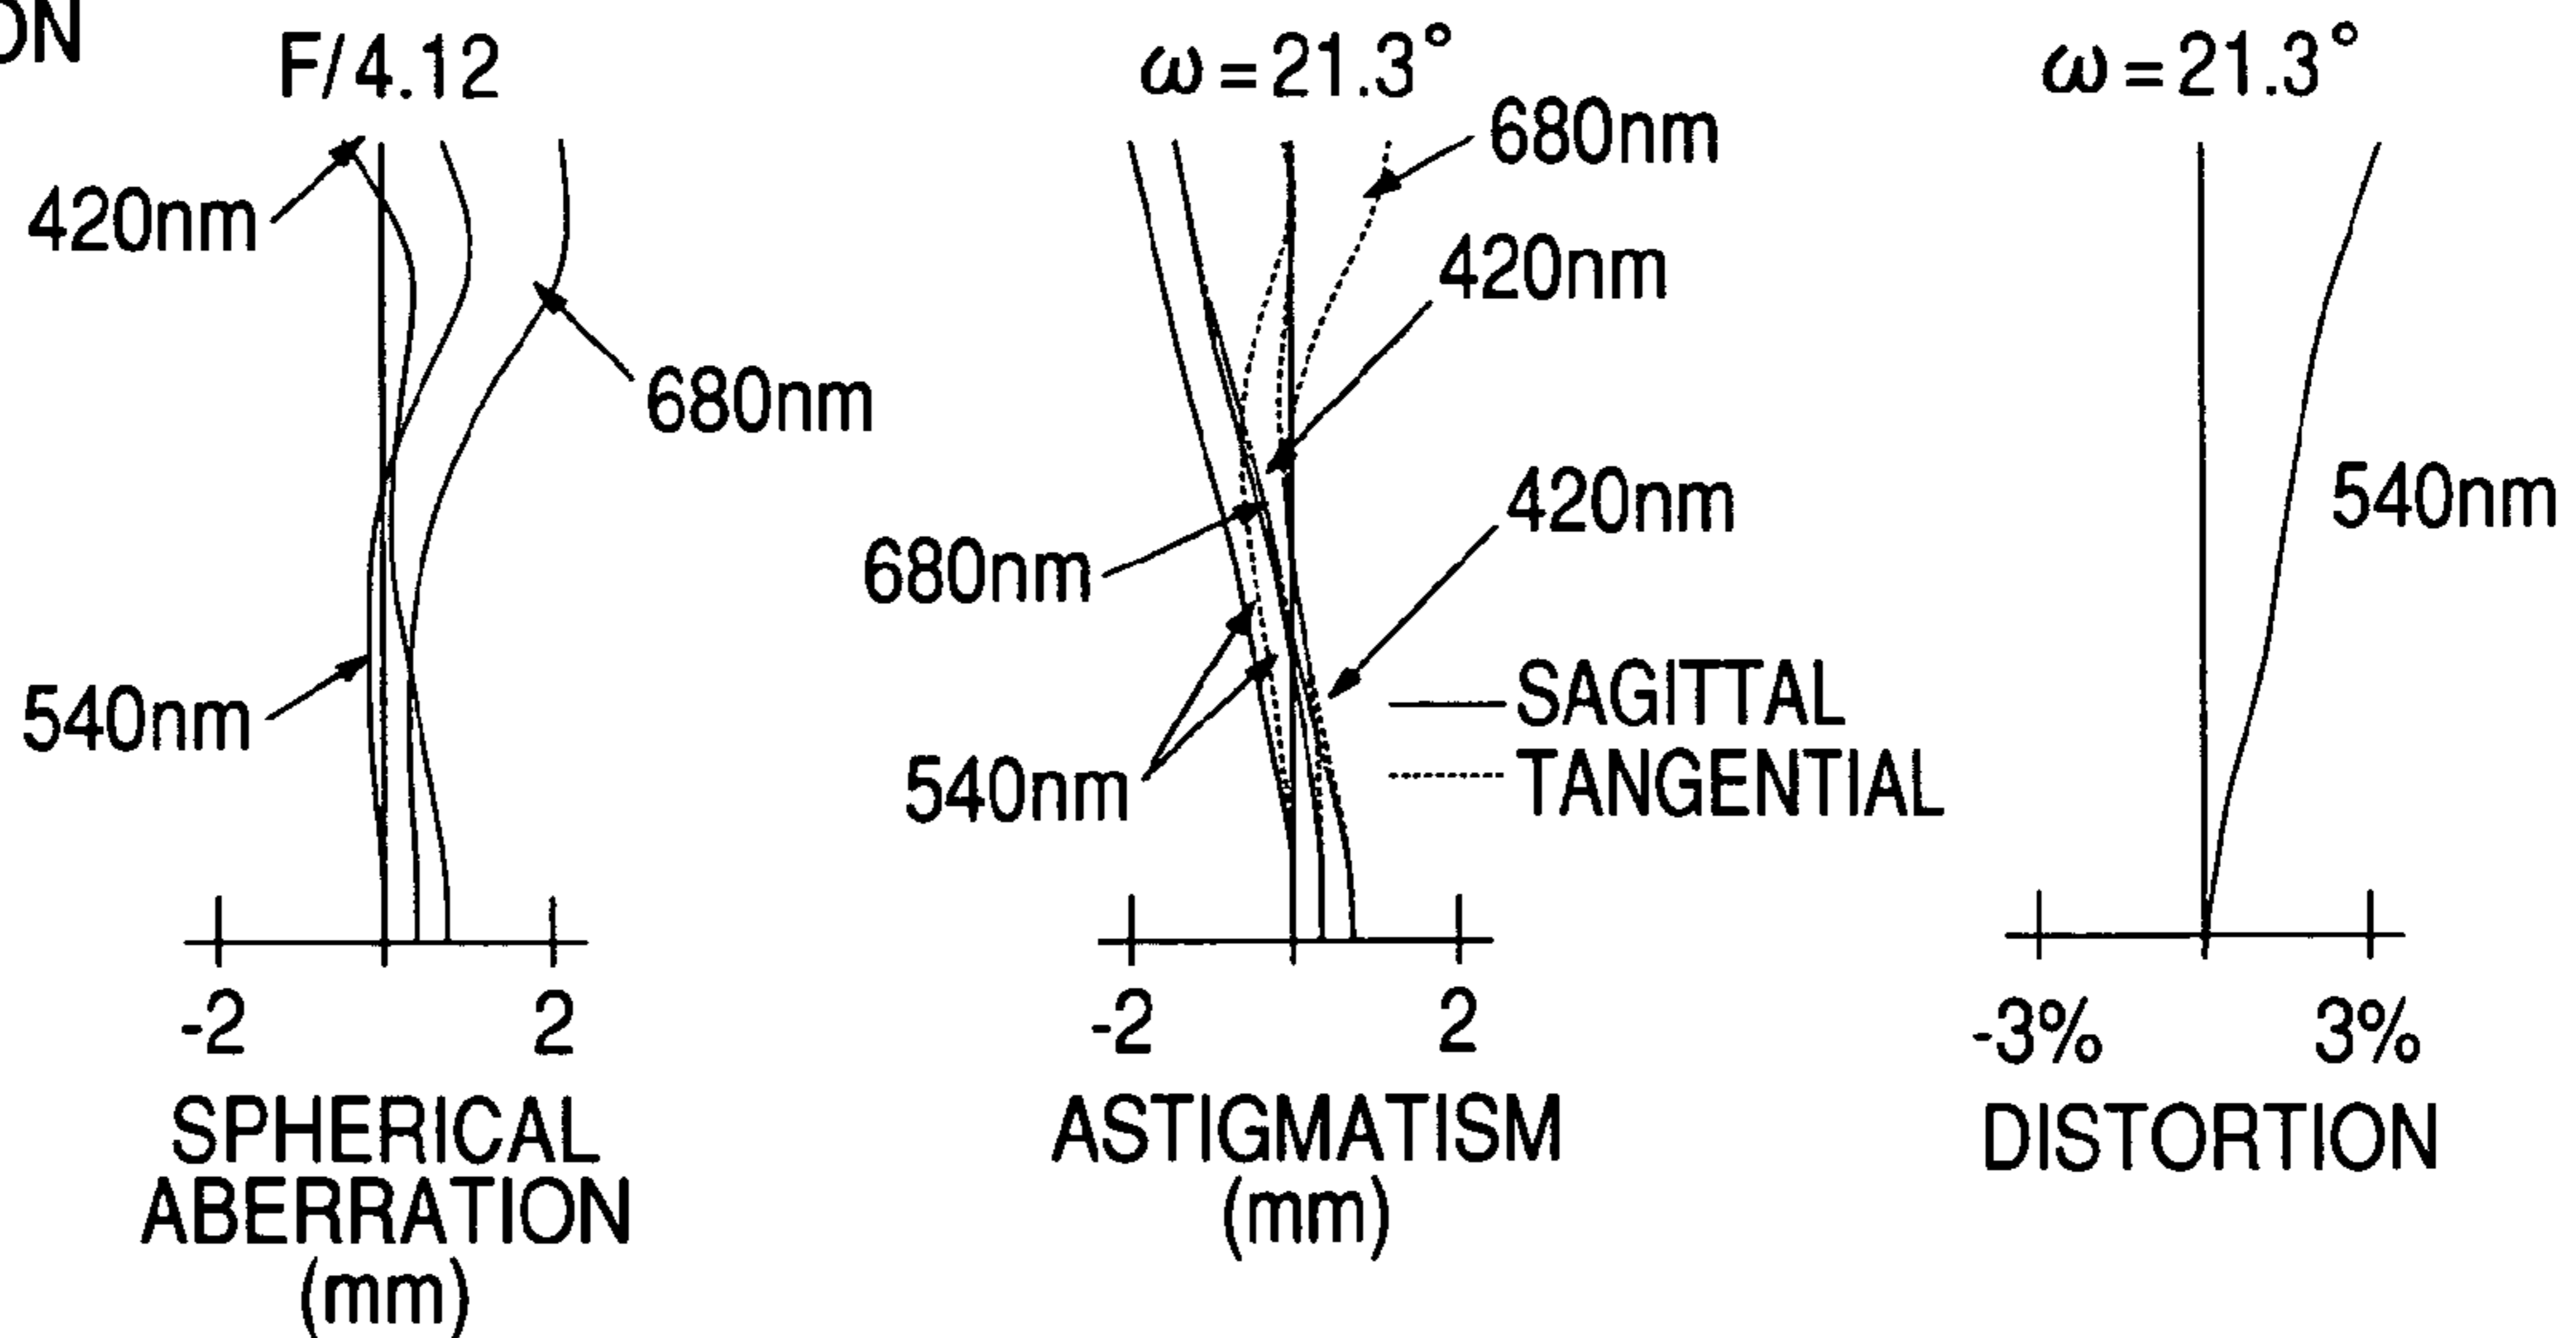 ON
F/4.12
420nm
680nm
540nm
-2
2
SPHERICAL
ABERRATION
(mm)
ω=21.3°
680nm
420nm
420nm
680nm
540nm
SAGITTAL
TANGENTIAL
-2
2
ASTIGMATISM
(mm)
ω=21.3°
540nm
-3%
3%
DISTORTION